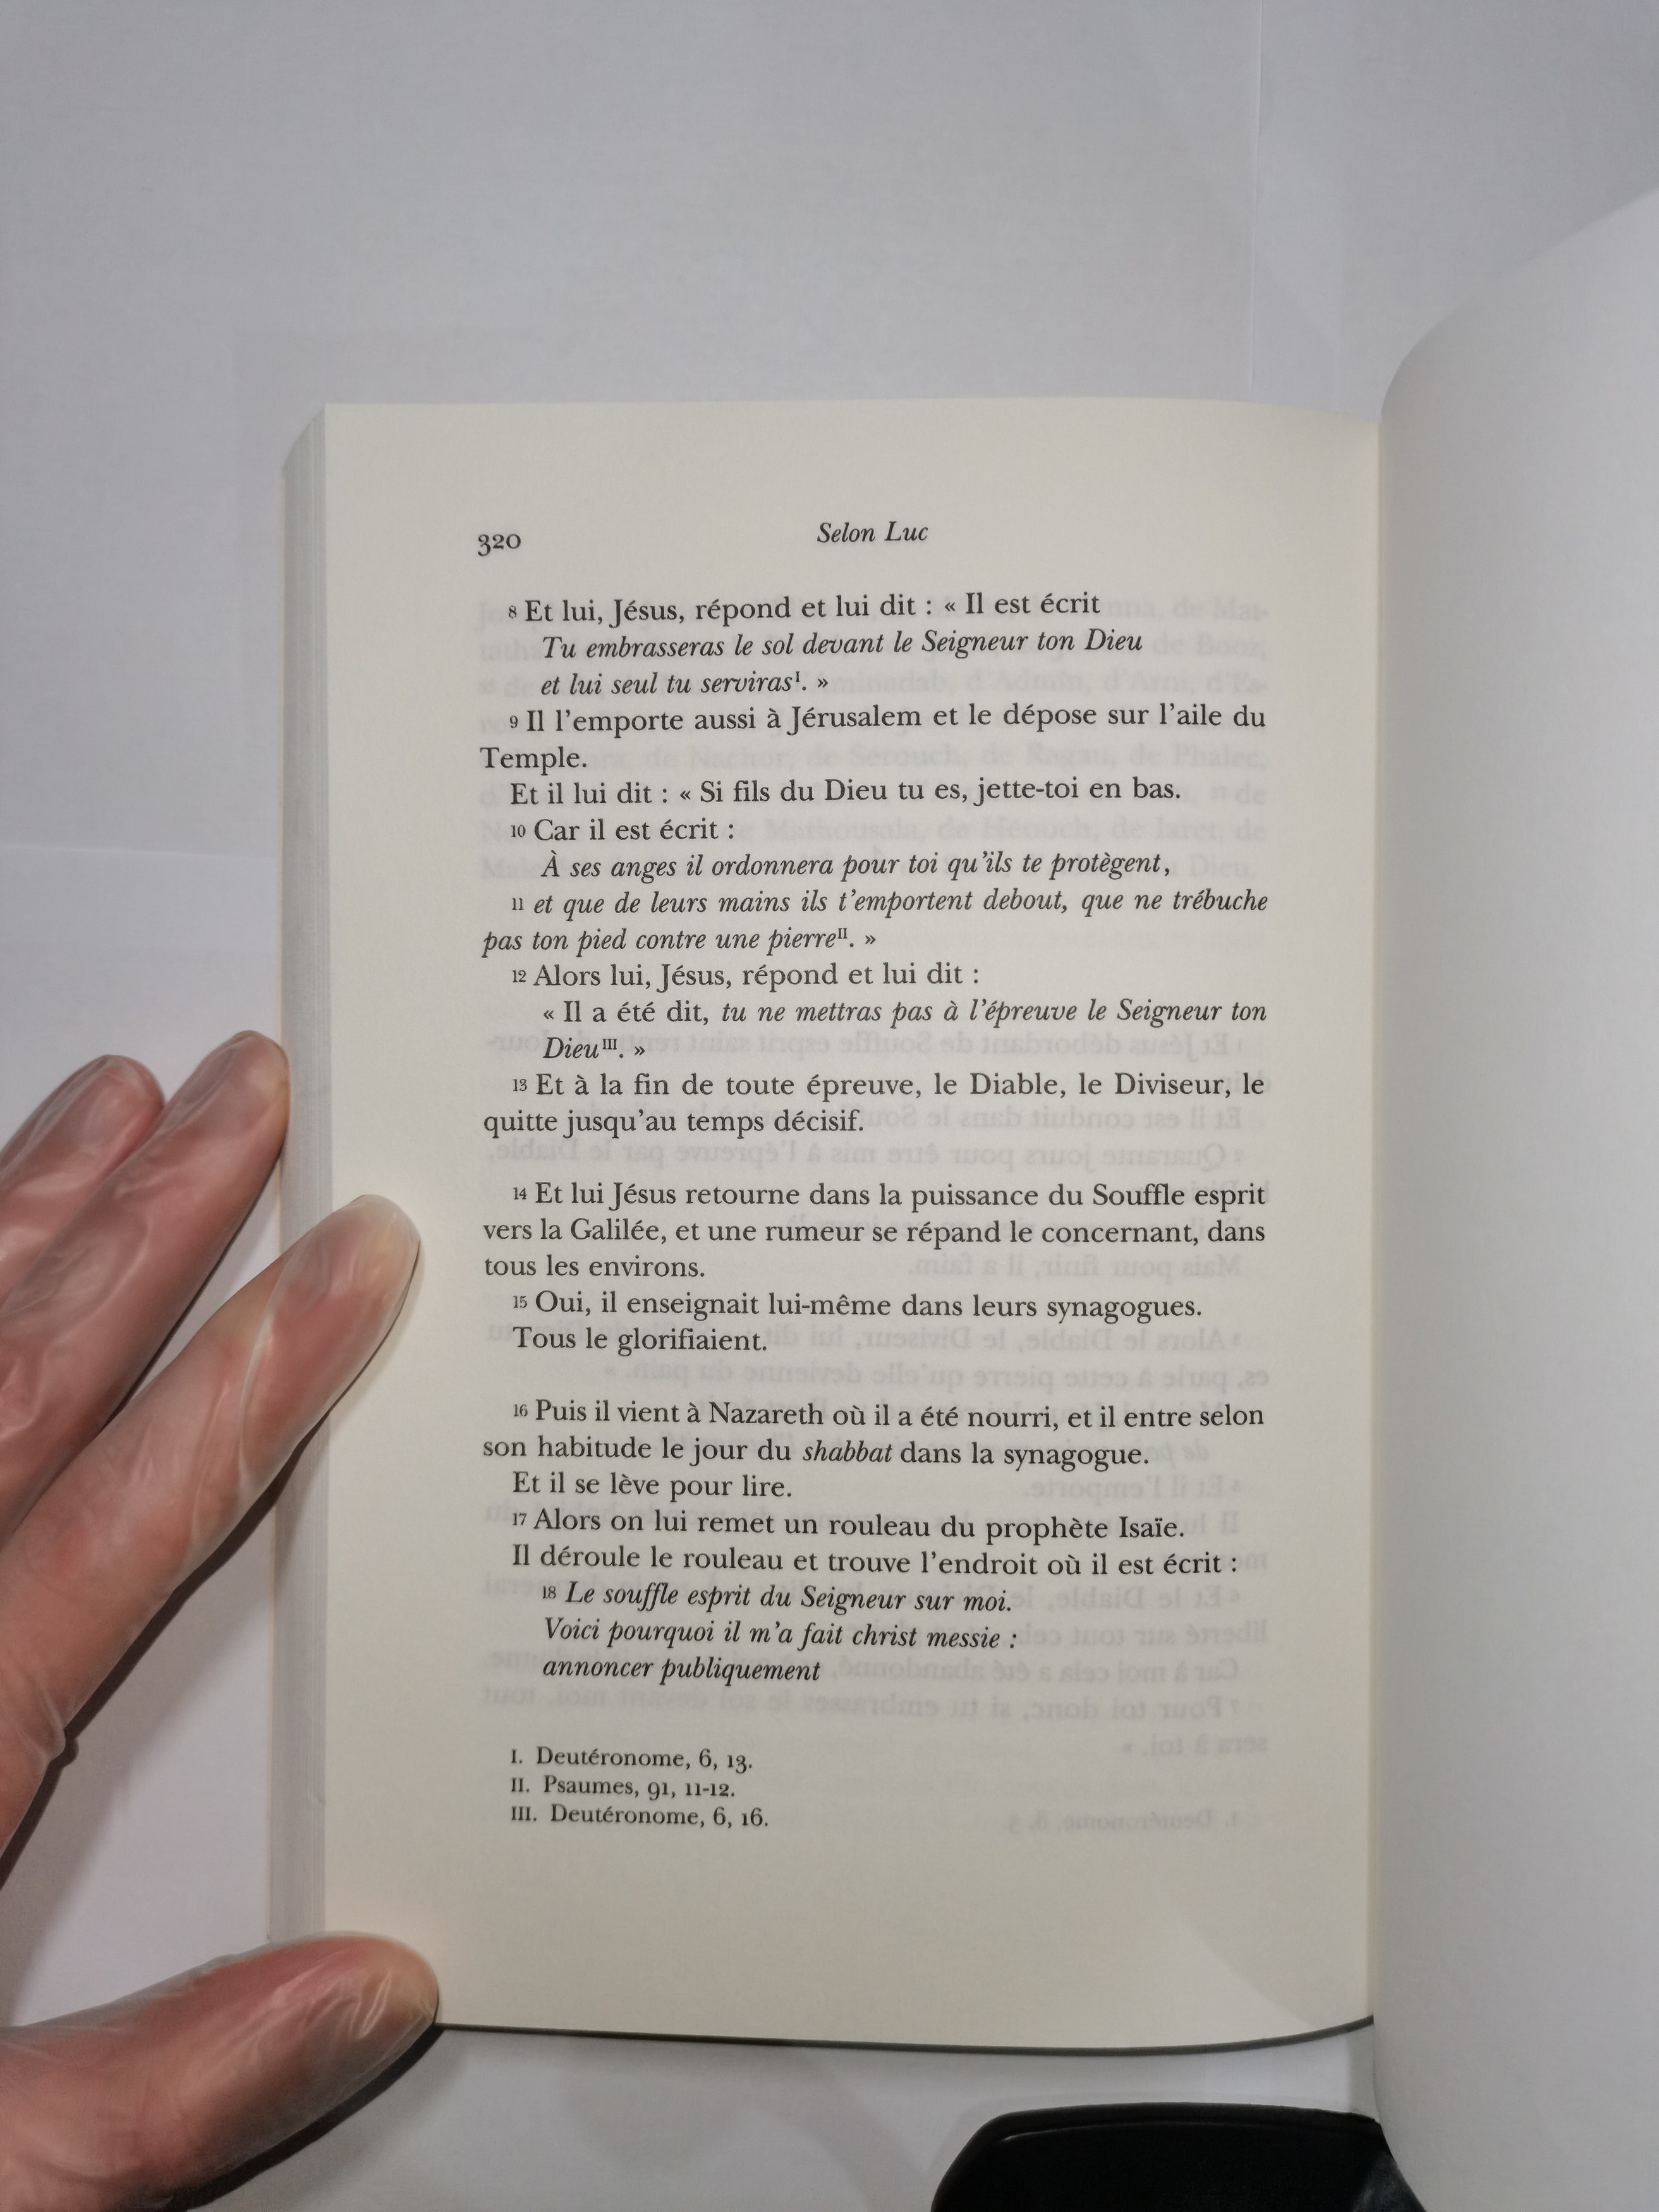 320
Selon Luc
8 Et lui, Jésus, répond et lui dit : « Il est écrit
Tu embrasseras le sol devant le Seigneur ton Dieu
et lui seul tu serviras I. »
9 Il l’emporte aussi à Jérusalem et le dépose sur l’aile du
Temple.
Et il lui dit : « Si fils du Dieu tu es, jette-toi en bas.
10 Car il est écrit :
À ses anges il ordonnera pour toi qu’ils te protègent,
11 et que de leurs mains ils t’emportent debout, que ne trébuche
pas ton pied contre une pierre II. »
12 Alors lui, Jésus, répond et lui dit :
« Il a été dit, tu ne mettras pas à l’épreuve le Seigneur ton
Dieu III. »
13 Et à la fin de toute épreuve, le Diable, le Diviseur, le
quitte jusqu’au temps décisif.
14 Et lui Jésus retourne dans la puissance du Souffle esprit
vers la Galilée, et une rumeur se répand le concernant, dans
tous les environs.
15 Oui, il enseignait lui-même dans leurs synagogues.
Tous le glorifiaient.
16 Puis il vient à Nazareth où il a été nourri, et il entre selon
son habitude le jour du shabbat dans la synagogue.
Et il se lève pour lire.
17 Alors on lui remet un rouleau du prophète Isaïe.
Il déroule le rouleau et trouve l’endroit où il est écrit :
18 Le souffle esprit du Seigneur sur moi.
Voici pourquoi il m’a fait christ messie :
annoncer publiquement
I. Deutéronome, 6, 13.
II. Psaumes, 91, 11-12.
III. Deutéronome, 6, 16.